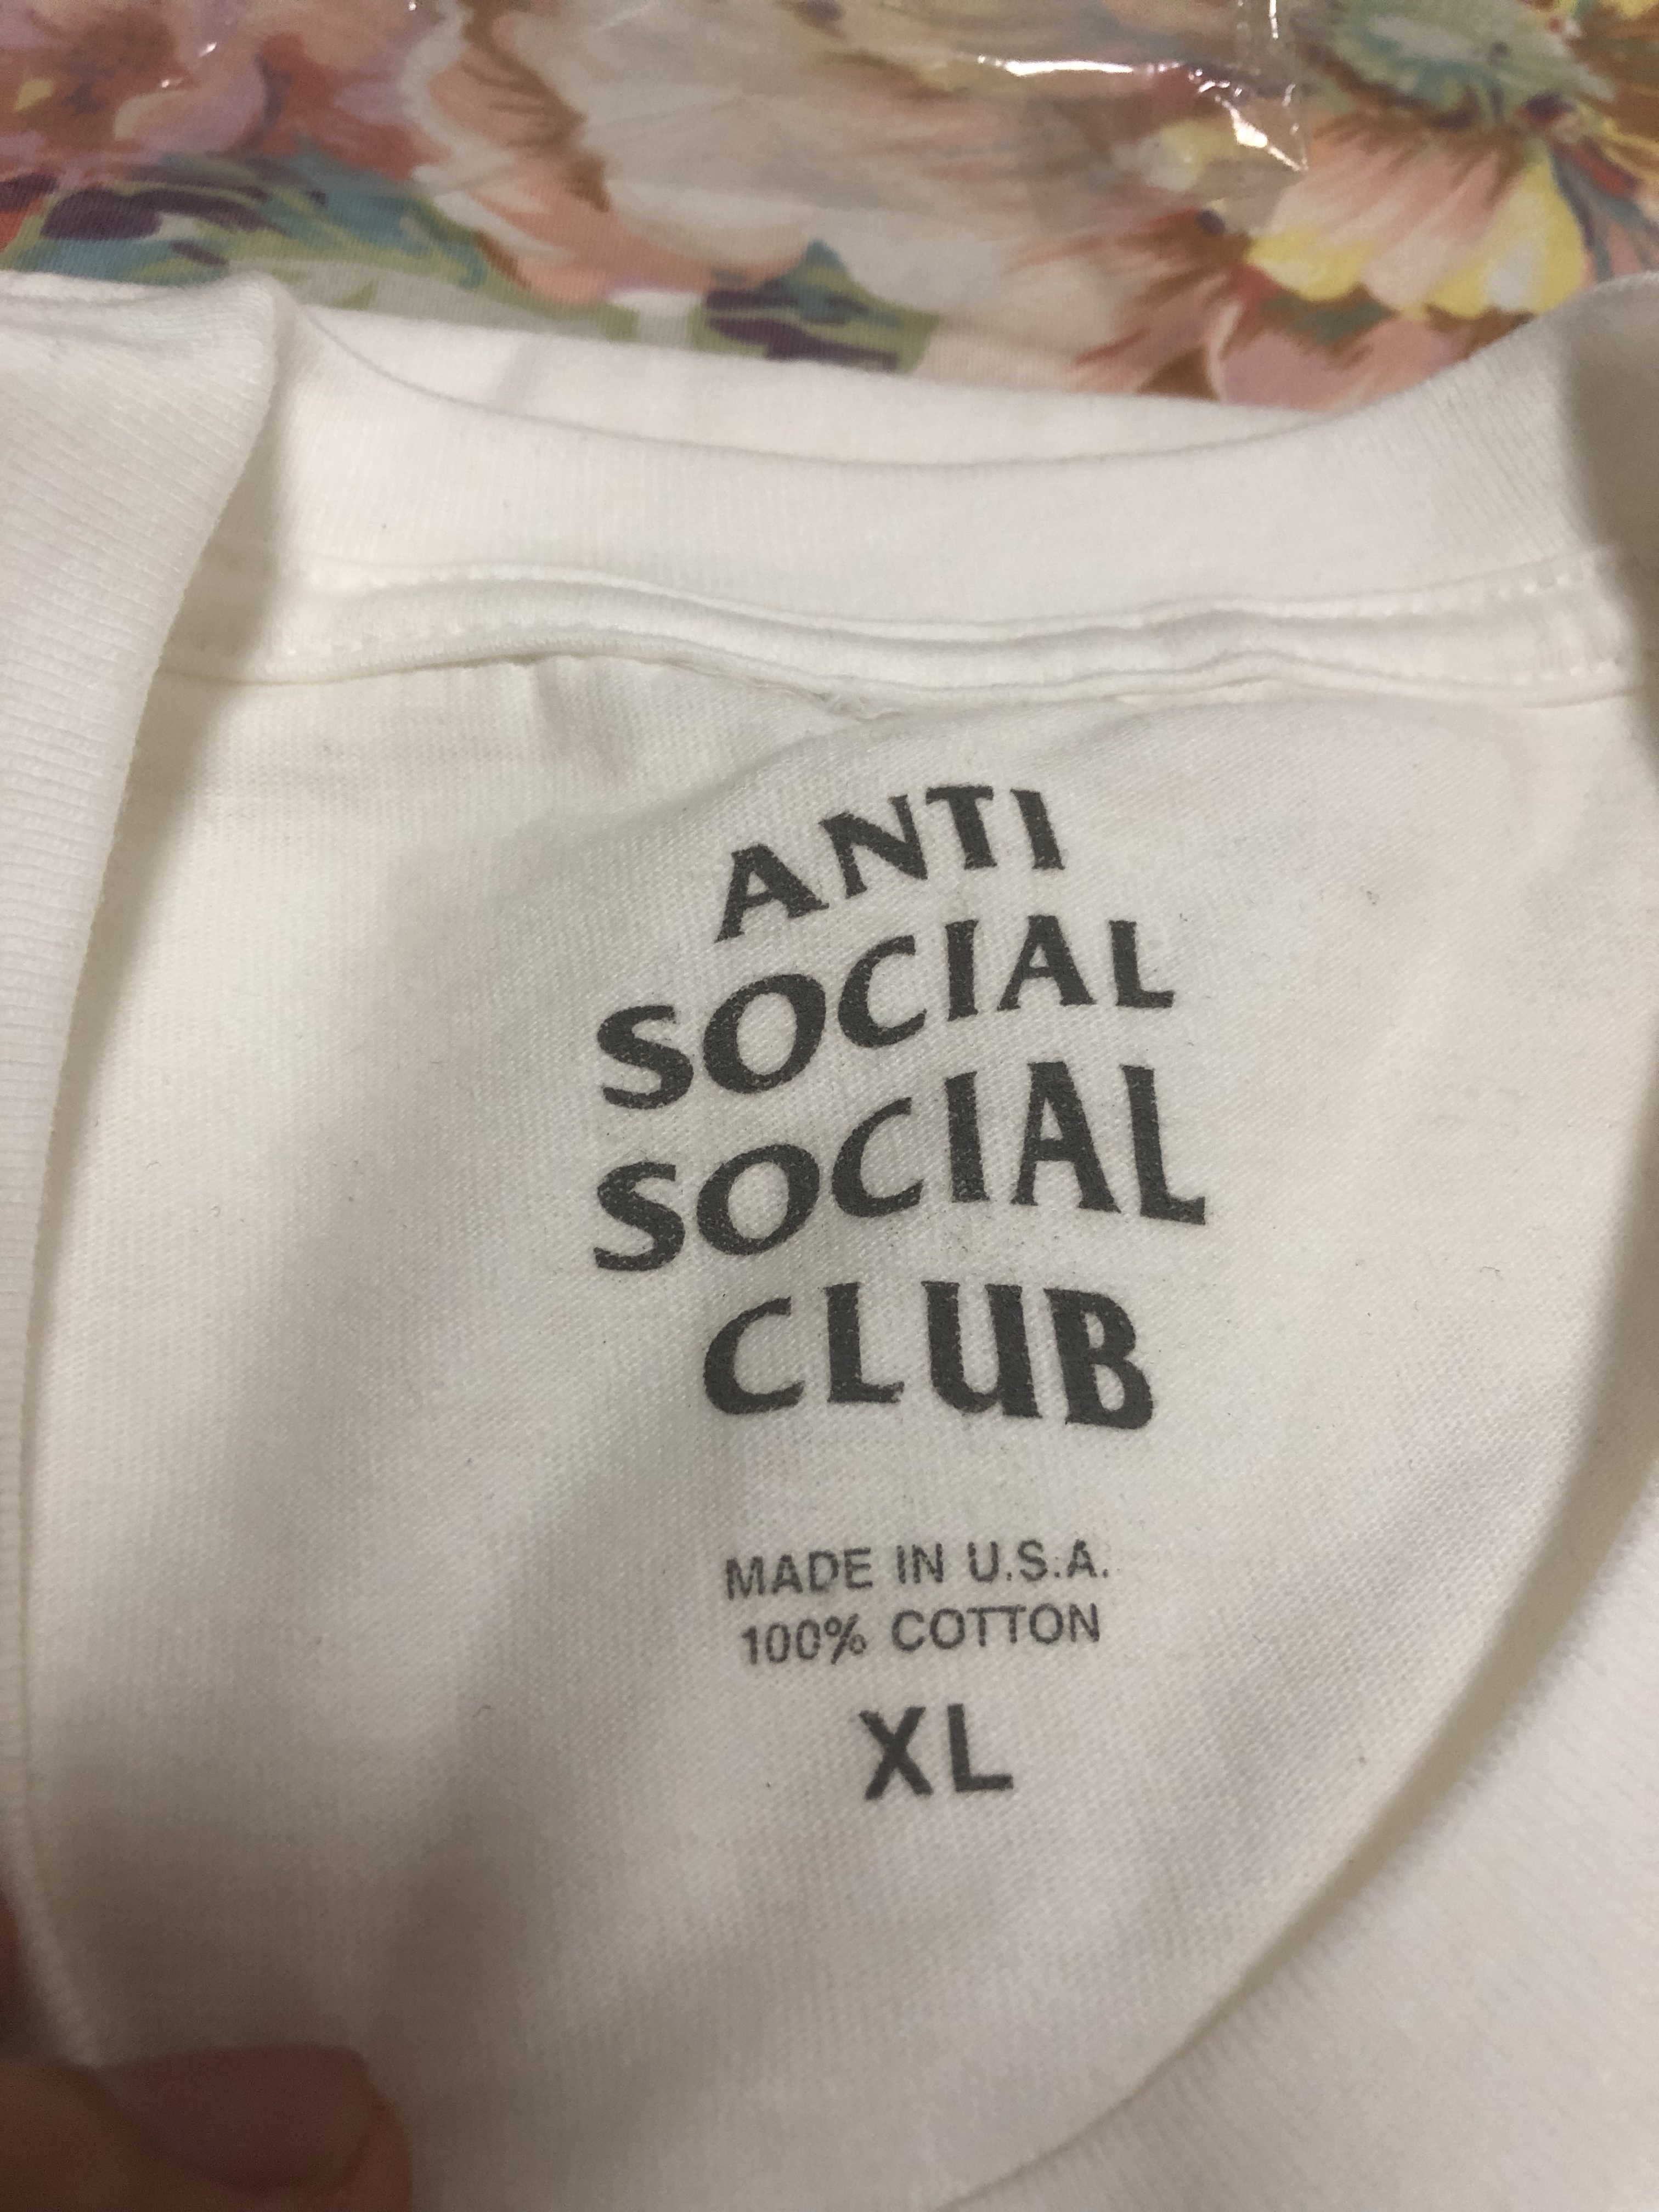 ANTI
SOCIAL
SOCIAL
CLUB
MADE IN U.S.A.
100% COTTON
XL